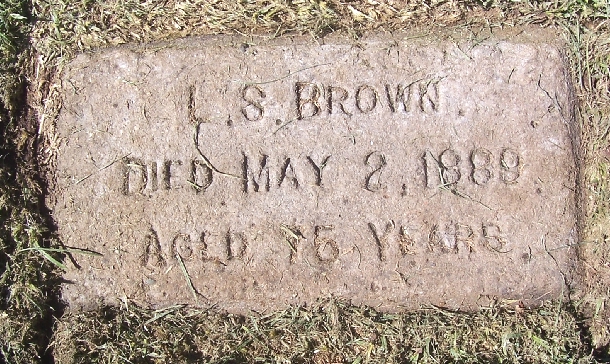 L. S. BROWN.
DIED MAY 2, 1889.
AGED 75 YEARS.